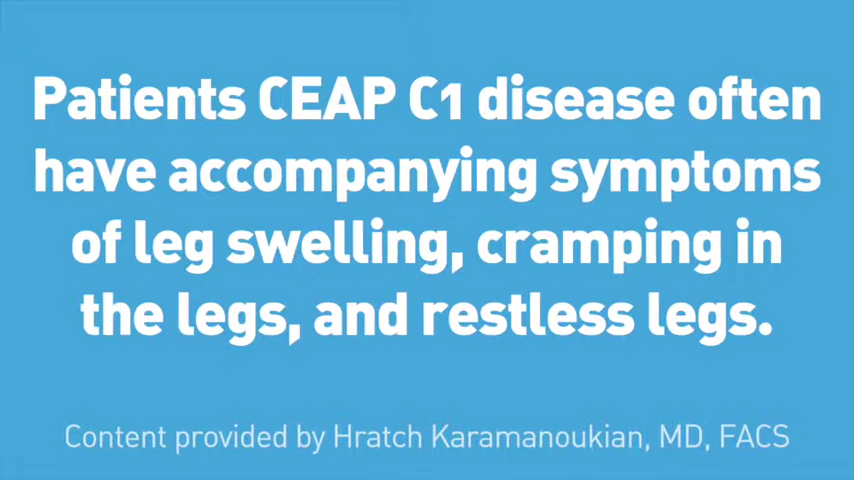 Patients CEAP C1 disease often
have accompanying symptoms
of leg swelling, cramping in
the legs, and restless legs.
Content provided by Hratch Karamanoukian, MD, FACS